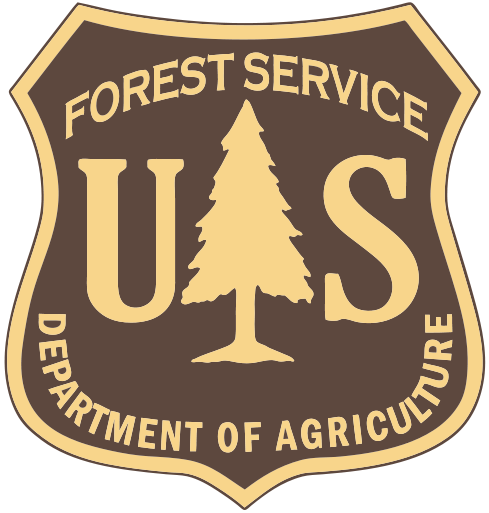 FOREST SERVICE
U S
DEPARTMENT OF AGRICULTURE